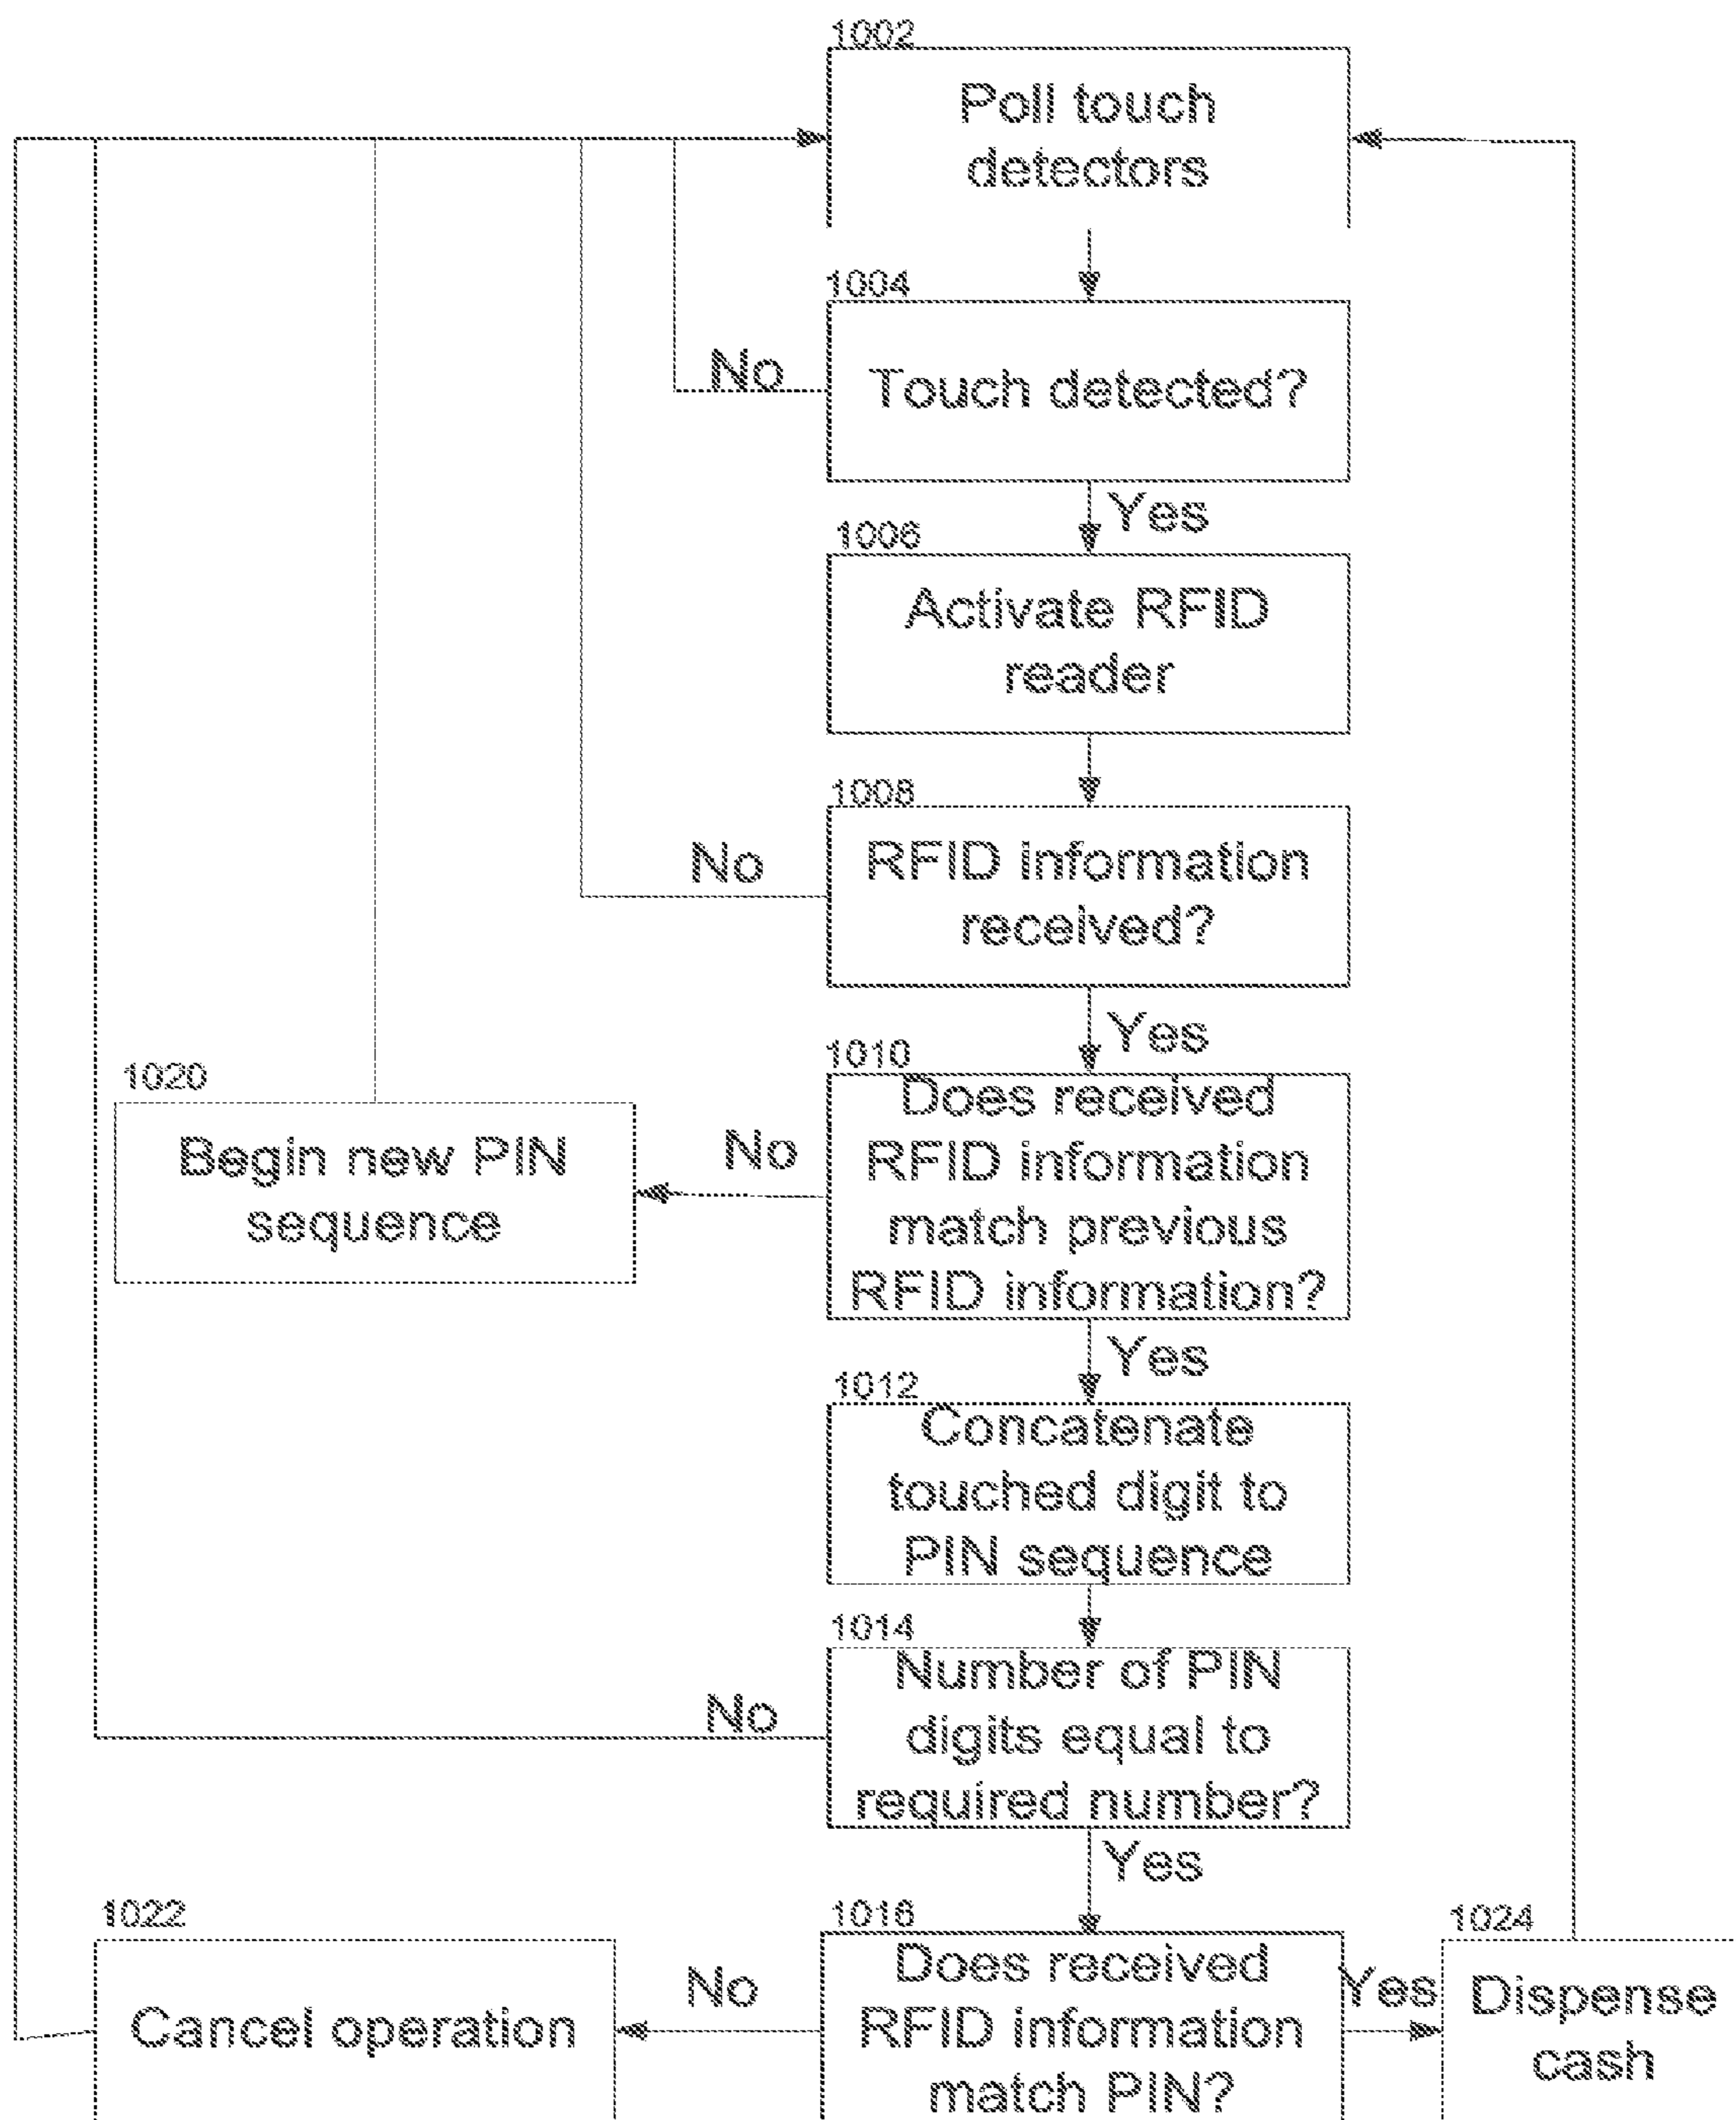 1002
Poll touch
detectors
1004
No
Touch detected?
Yes
1006
Activate RFID
reader
1008
No
RFID information
received?
Yes
1010
Does received
RFID information
match previous
RFID information?
No
1020
Begin new PIN
sequence
Yes
1012
Concatenate
touched digit to
PIN sequence
1014
Number of PIN
digits equal to
required number?
No
Yes
1016
Does received
RFID information
match PIN?
No
1022
Cancel operation
Yes
1024
Dispense
cash